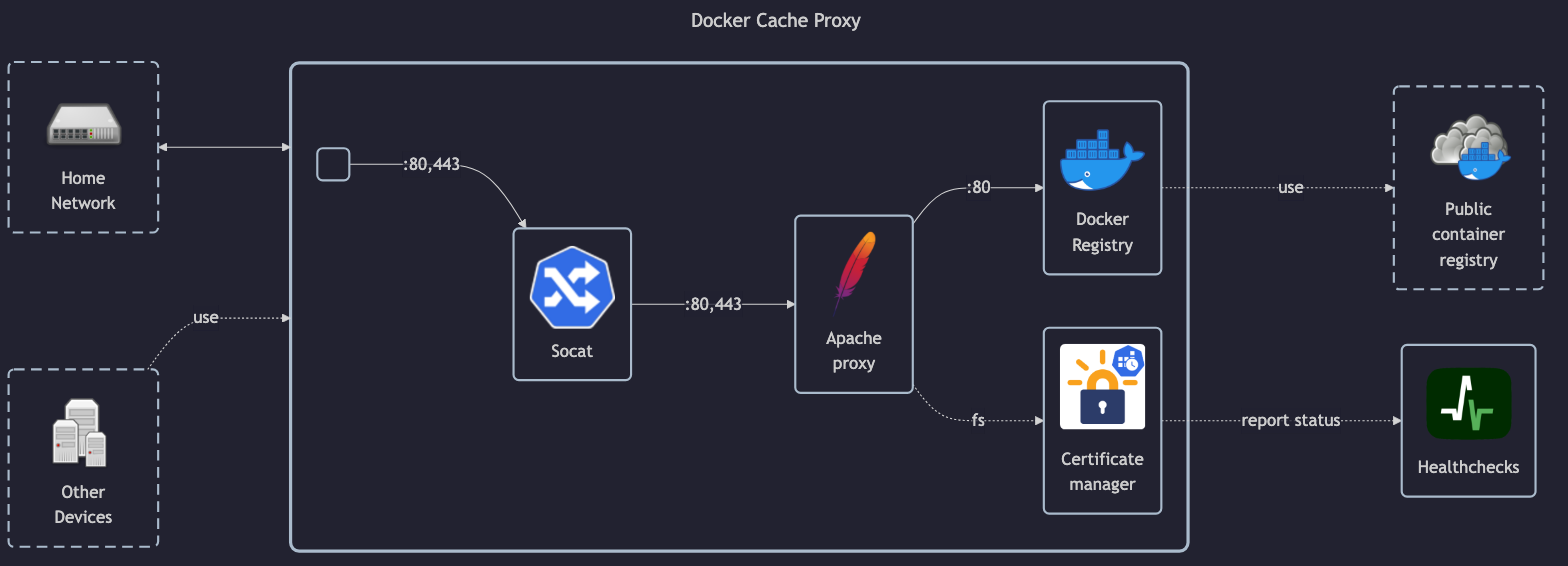 Docker Cache Proxy
Home
Network
:80,443
Socat
:80,443
Apache
proxy
:80
Docker
Registry
use
Public
container
registry
use
Other
Devices
fs
Certificate
manager
report status
Healthchecks